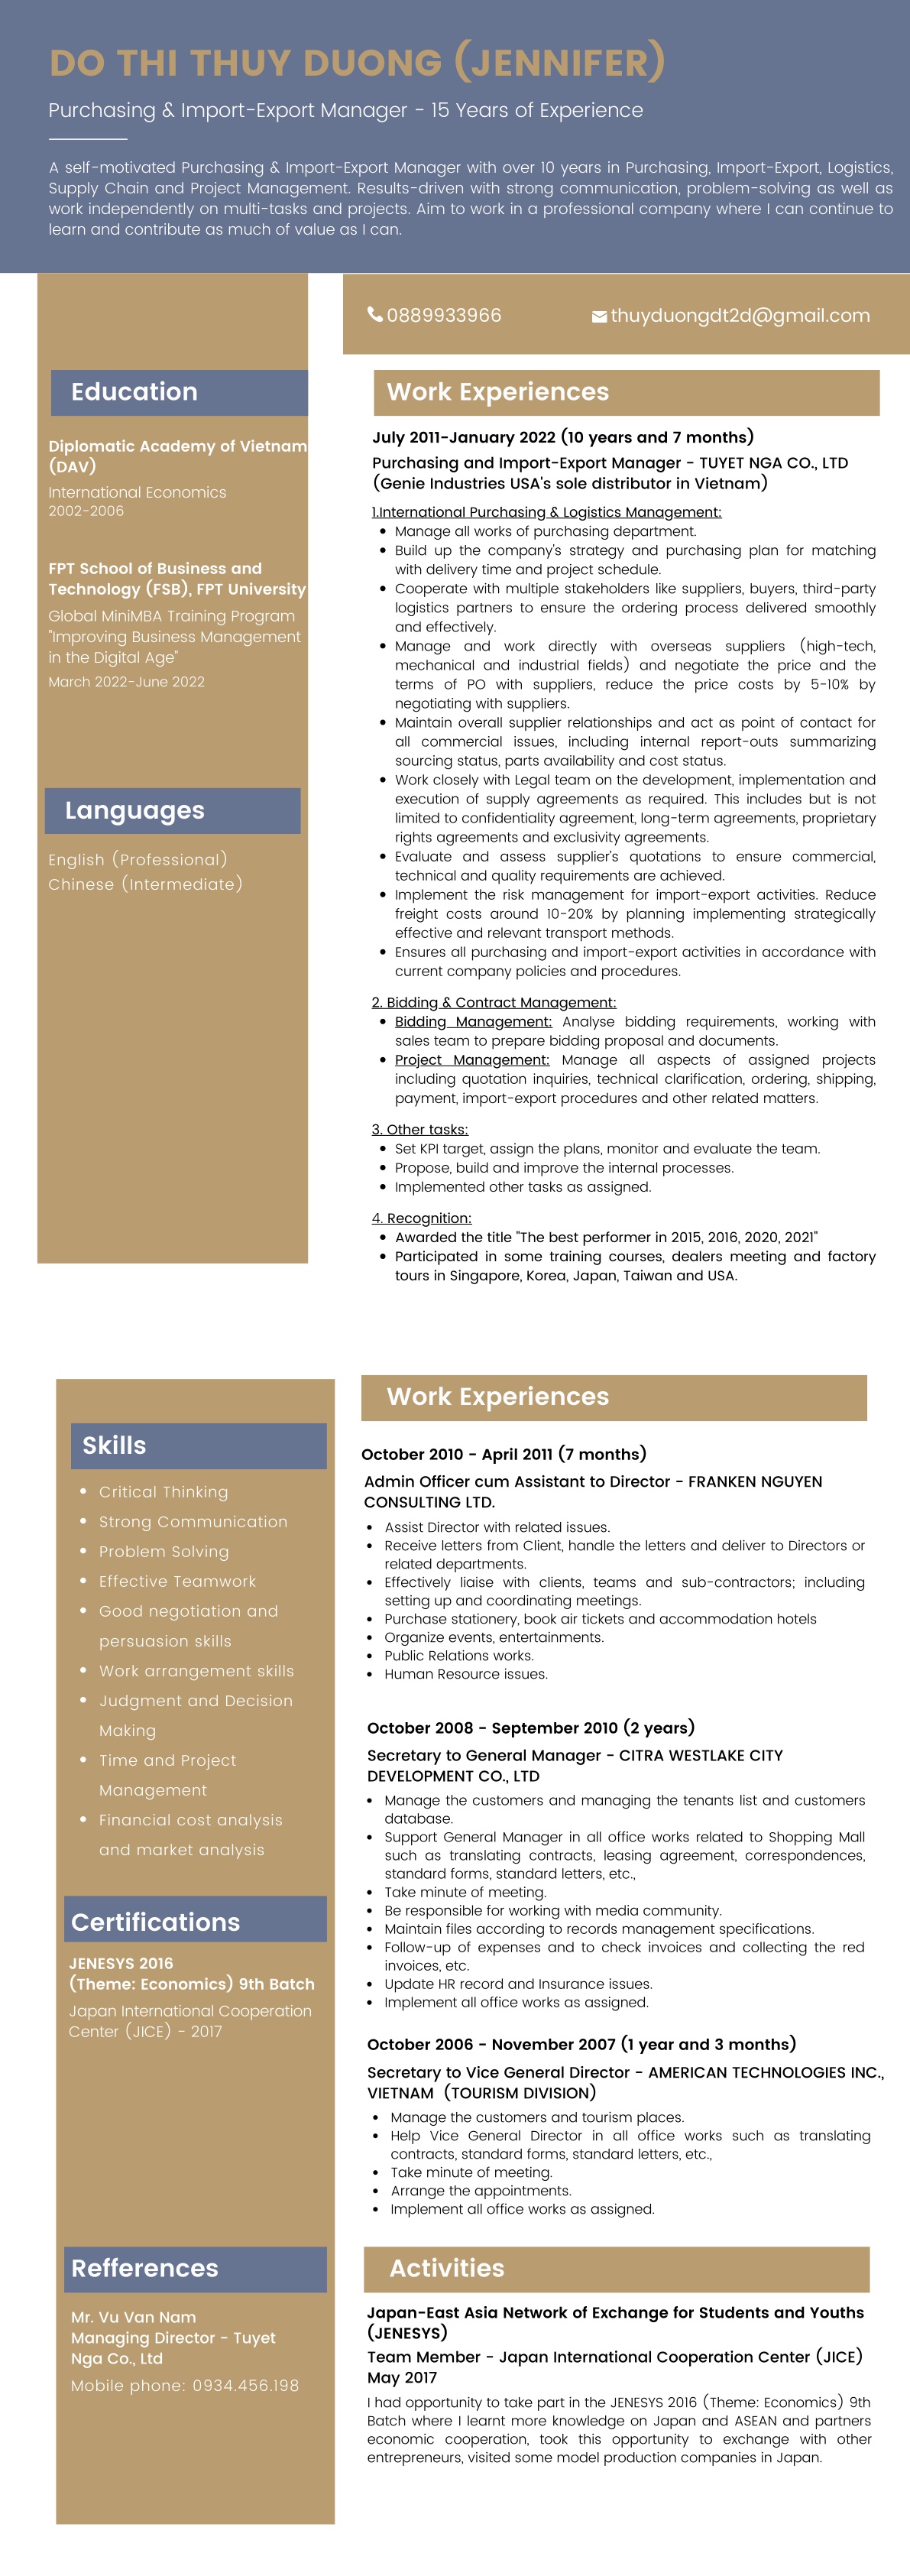 DO THI THUY DUONG (JENNIFER)
Purchasing & Import-Export Manager - 15 Years of Experience
A self-motivated Purchasing & Import-Export Manager with over 10 years in Purchasing, Import-Export, Logistics,
Supply Chain and Project Management. Results-driven with strong communication, problem-solving as well as
work independently on multi-tasks and projects. Aim to work in a professional company where I can continue to
learn and contribute as much of value as I can.
0889933966
thuyduongdt2d@gmail.com
Education
Diplomatic Academy of Vietnam
(DAV)
International Economics
2002-2006
FPT School of Business and
Technology (FSB), FPT University
Global MiniMBA Training Program
"Improving Business Management
in the Digital Age"
March 2022-June 2022
Languages
English (Professional)
Chinese (Intermediate)
Work Experiences
July 2011-January 2022 (10 years and 7 months)
Purchasing and Import-Export Manager - TUYET NGA CO., LTD
(Genie Industries USA's sole distributor in Vietnam)
1.International Purchasing & Logistics Management:
• Manage all works of purchasing department.
• Build up the company's strategy and purchasing plan for matching
with delivery time and project schedule.
• Cooperate with multiple stakeholders like suppliers, buyers, third-party
logistics partners to ensure the ordering process delivered smoothly
and effectively.
• Manage and work directly with overseas suppliers (high-tech,
mechanical and industrial fields) and negotiate the price and the
terms of PO with suppliers, reduce the price costs by 5-10% by
negotiating with suppliers.
• Maintain overall supplier relationships and act as point of contact for
all commercial issues, including internal report-outs summarizing
sourcing status, parts availability and cost status.
• Work closely with Legal team on the development, implementation and
execution of supply agreements as required. This includes but is not
limited to confidentiality agreement, long-term agreements, proprietary
rights agreements and exclusivity agreements.
• Evaluate and assess supplier's quotations to ensure commercial,
technical and quality requirements are achieved.
• Implement the risk management for import-export activities. Reduce
freight costs around 10-20% by planning implementing strategically
effective and relevant transport methods.
• Ensures all purchasing and import-export activities in accordance with
current company policies and procedures.
2. Bidding & Contract Management:
• Bidding Management: Analyse bidding requirements, working with
sales team to prepare bidding proposal and documents.
• Project Management: Manage all aspects of assigned projects
including quotation inquiries, technical clarification, ordering, shipping,
payment, import-export procedures and other related matters.
3. Other tasks:
• Set KPI target, assign the plans, monitor and evaluate the team.
• Propose, build and improve the internal processes.
• Implemented other tasks as assigned.
4. Recognition:
• Awarded the title "The best performer in 2015, 2016, 2020, 2021"
• Participated in some training courses, dealers meeting and factory
tours in Singapore, Korea, Japan, Taiwan and USA.
Skills
• Critical Thinking
• Strong Communication
• Problem Solving
• Effective Teamwork
• Good negotiation and
persuasion skills
• Work arrangement skills
• Judgment and Decision
Making
• Time and Project
Management
• Financial cost analysis
and market analysis
Certifications
JENESYS 2016
(Theme: Economics) 9th Batch
Japan International Cooperation
Center (JICE) - 2017
Refferences
Mr. Vu Van Nam
Managing Director - Tuyet
Nga Co., Ltd
Mobile phone: 0934.456.198
Work Experiences
October 2010 - April 2011 (7 months)
Admin Officer cum Assistant to Director - FRANKEN NGUYEN
CONSULTING LTD.
• Assist Director with related issues.
• Receive letters from Client, handle the letters and deliver to Directors or
related departments.
• Effectively liaise with clients, teams and sub-contractors; including
setting up and coordinating meetings.
• Purchase stationery, book air tickets and accommodation hotels
• Organize events, entertainments.
• Public Relations works.
• Human Resource issues.
October 2008 - September 2010 (2 years)
Secretary to General Manager - CITRA WESTLAKE CITY
DEVELOPMENT CO., LTD
• Manage the customers and managing the tenants list and customers
database.
• Support General Manager in all office works related to Shopping Mall
such as translating contracts, leasing agreement, correspondences,
standard forms, standard letters, etc.,
• Take minute of meeting.
• Be responsible for working with media community.
• Maintain files according to records management specifications.
• Follow-up of expenses and to check invoices and collecting the red
invoices, etc.
• Update HR record and Insurance issues.
• Implement all office works as assigned.
October 2006 - November 2007 (1 year and 3 months)
Secretary to Vice General Director - AMERICAN TECHNOLOGIES INC.,
VIETNAM (TOURISM DIVISION)
• Manage the customers and tourism places.
• Help Vice General Director in all office works such as translating
contracts, standard forms, standard letters, etc.,
• Take minute of meeting.
• Arrange the appointments.
• Implement all office works as assigned.
Activities
Japan-East Asia Network of Exchange for Students and Youths
(JENESYS)
Team Member - Japan International Cooperation Center (JICE)
May 2017
I had opportunity to take part in the JENESYS 2016 (Theme: Economics) 9th
Batch where I learnt more knowledge on Japan and ASEAN and partners
economic cooperation, took this opportunity to exchange with other
entrepreneurs, visited some model production companies in Japan.